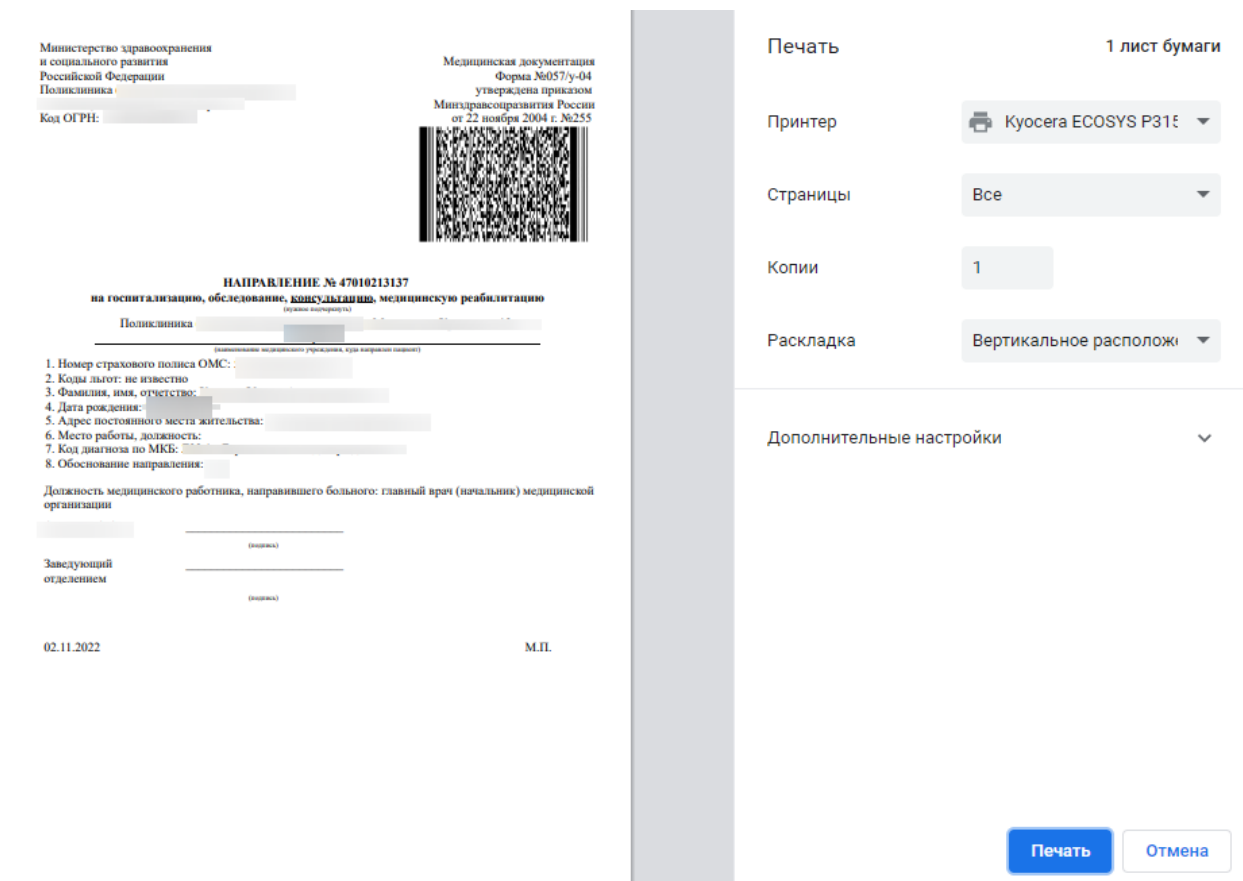 Министерство здравоохранения
и социального развития
Российской Федерации
Поликлиника
Код ОГРН:
Медицинская документация
Форма №057/у-04
утверждена приказом
Минздравсоцразвития России
от 22 ноября 2004 г. №255
НАПРАВЛЕНИЕ № 47010213137
на госпитализацию, обследование, консультацию, медицинскую реабилитацию
(нужное подчеркнуть)
Поликлиника
(наименование медицинского учреждения, куда направлен пациент)
1. Номер страхового полиса ОМС:
2. Коды льгот: не известно
3. Фамилия, имя, отчетство:
4. Дата рождения:
5. Адрес постоянного места жительства:
6. Место работы, должность:
7. Код диагноза по МКБ:
8. Обоснование направления:
Должность медицинского работника, направившего больного: главный врач (начальник) медицинской
организации
(подпись)
Заведующий
отделением
(подпись)
02.11.2022 М.П.
Печать 1 лист бумаги
Принтер Kyocera ECOSYS P315
Страницы Все
Копии 1
Раскладка Вертикальное располож
Дополнительные настройки
Печать Отмена